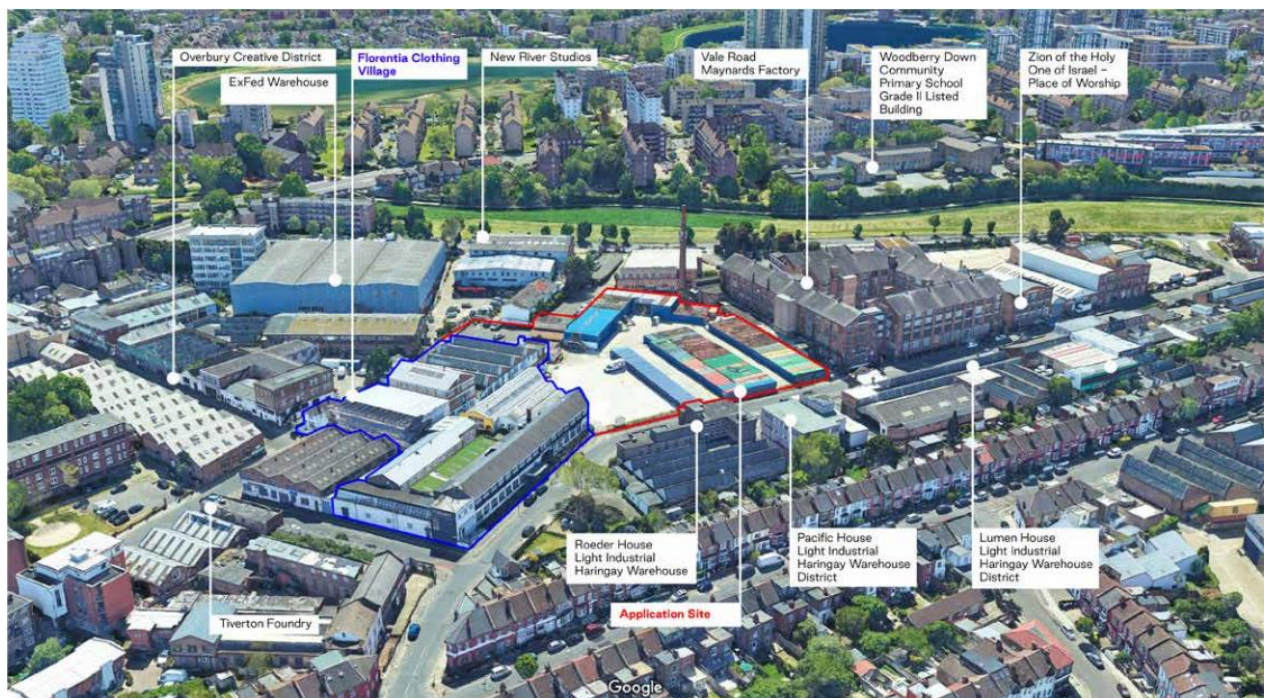 Overbury Creative District
ExFed Warehouse
Florentia Clothing
Village
New River Studios
Vale Road
Maynards Factory
Woodberry Down
Community
Primary School
Grade II Listed
Building
Zion of the Holy
One of Israel –
Place of Worship
Roeder House
Light Industrial
Haringay Warehouse
Pacific House
Light Industrial
Haringay Warehouse
District
Lumen House
Light Industrial
Haringay Warehouse
District
Application Site
Tiverton Foundry
Google